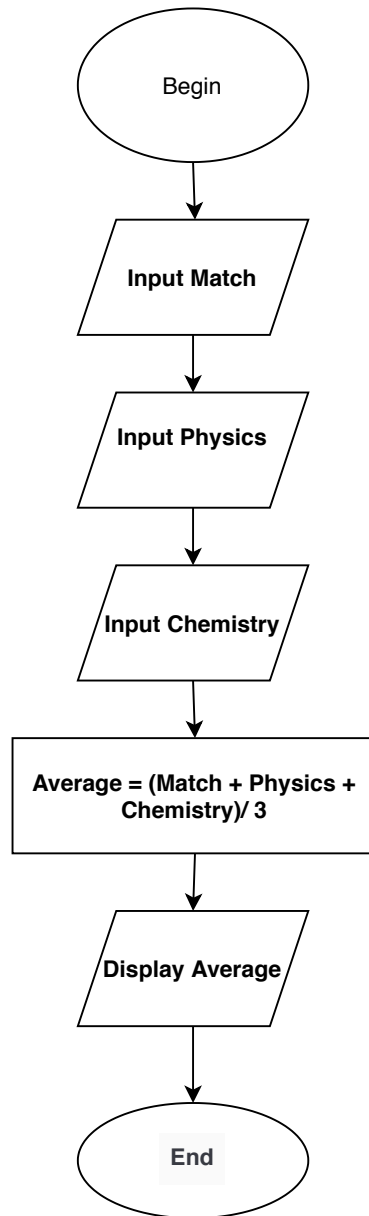 Begin
Input Match
Input Physics
Input Chemistry
Average = (Match + Physics +
Chemistry)/ 3
Display Average
End